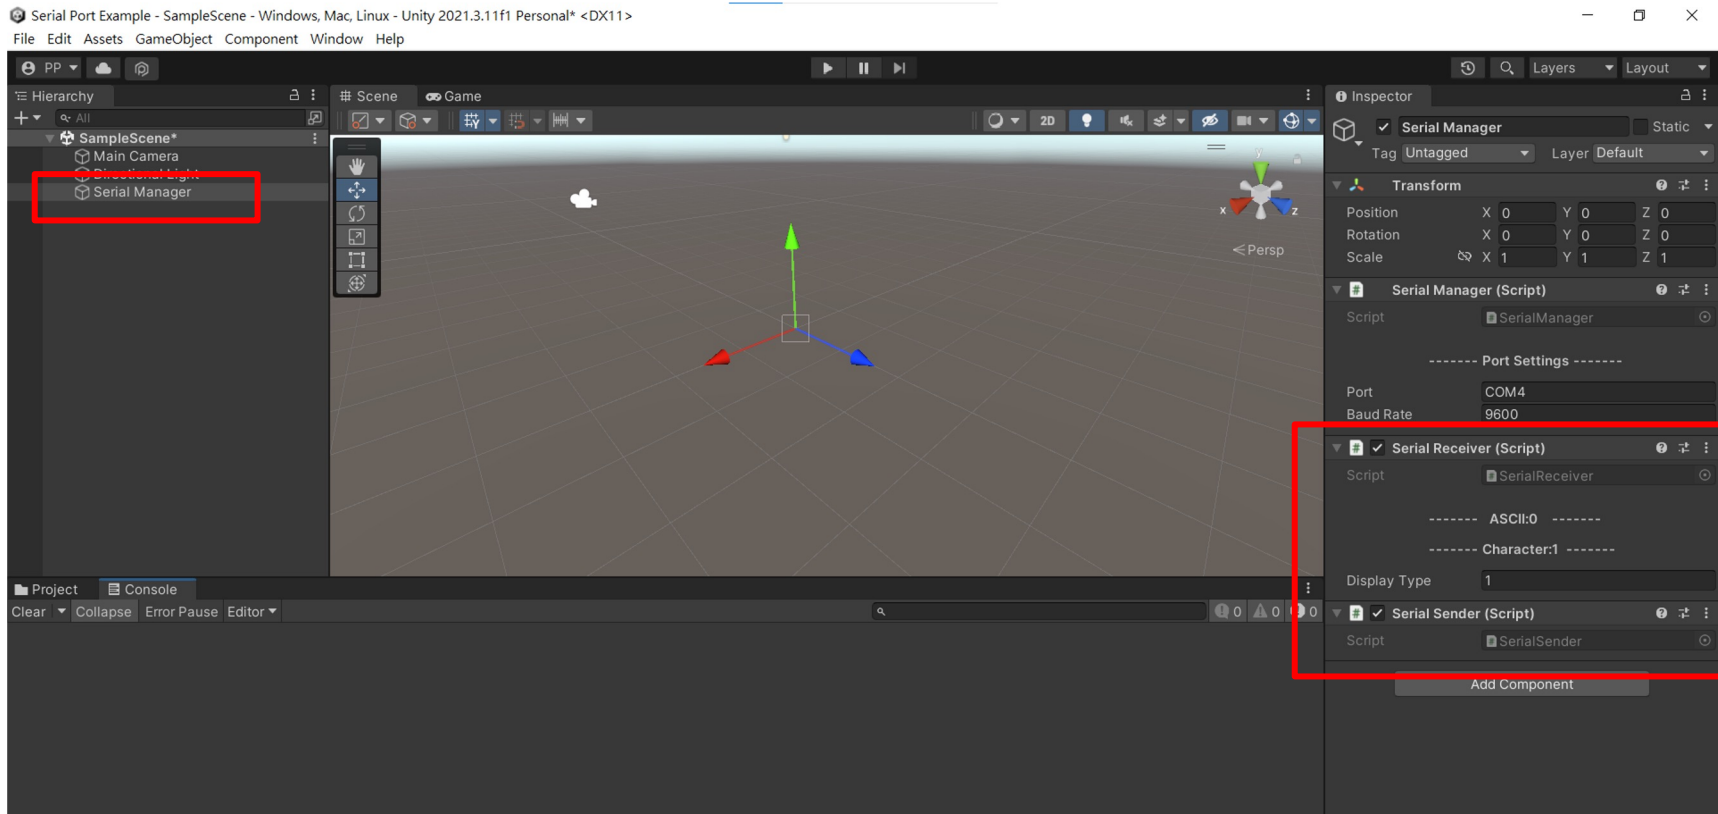 Serial Port Example - SampleScene - Windows, Mac, Linux - Unity 2021.3.11f1 Personal* <DX11>
File Edit Assets GameObject Component Window Help
PP
Layers Layout
Hierarchy
All
SampleScene*
Main Camera
Directional Light
Serial Manager
Scene Game
2D
y
x z
Persp
Project Console
Clear Collapse Error Pause Editor
0 0 0
Inspector
Serial Manager Static
Tag Untagged Layer Default
Transform
Position X 0 Y 0 Z 0
Rotation X 0 Y 0 Z 0
Scale X 1 Y 1 Z 1
# Serial Manager (Script)
Script SerialManager
------- Port Settings -------
Port COM4
Baud Rate 9600
# Serial Receiver (Script)
Script SerialReceiver
------- ASCII:0 -------
------- Character:1 -------
Display Type 1
# Serial Sender (Script)
Script SerialSender
Add Component